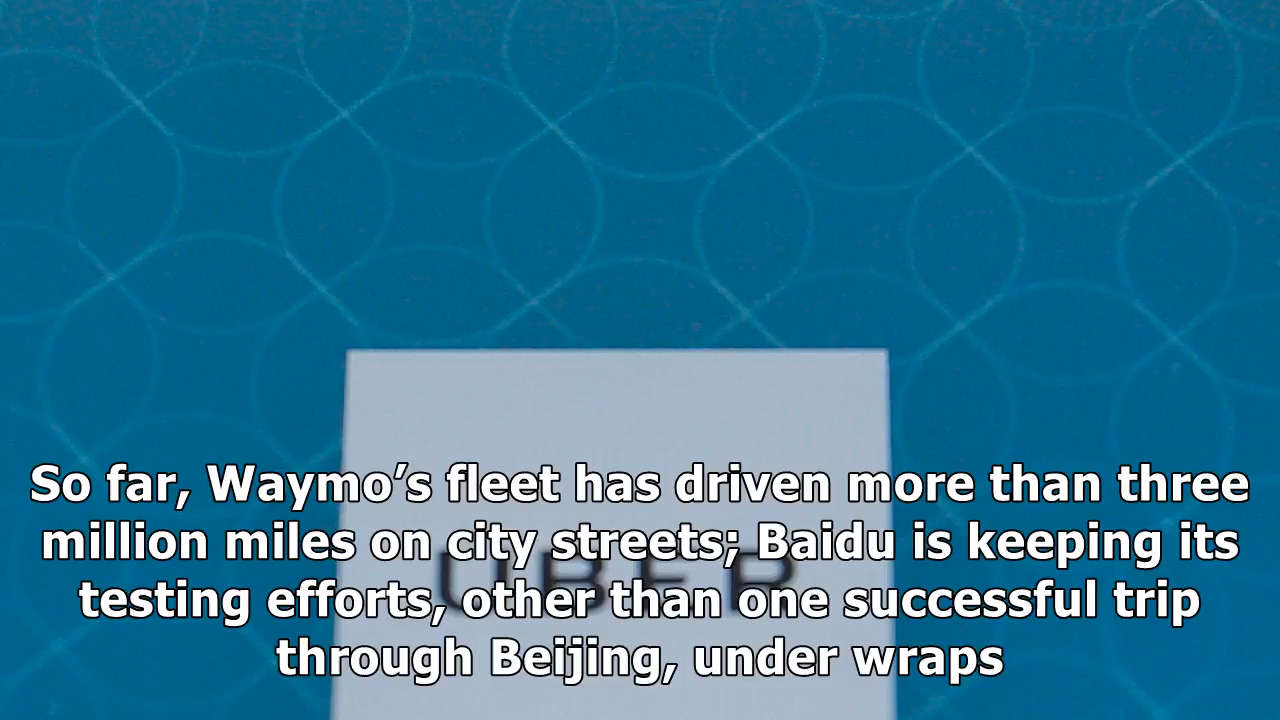 So far, Waymo’s fleet has driven more than three
million miles on city streets; Baidu is keeping its
testing efforts, other than one successful trip
through Beijing, under wraps
UBER